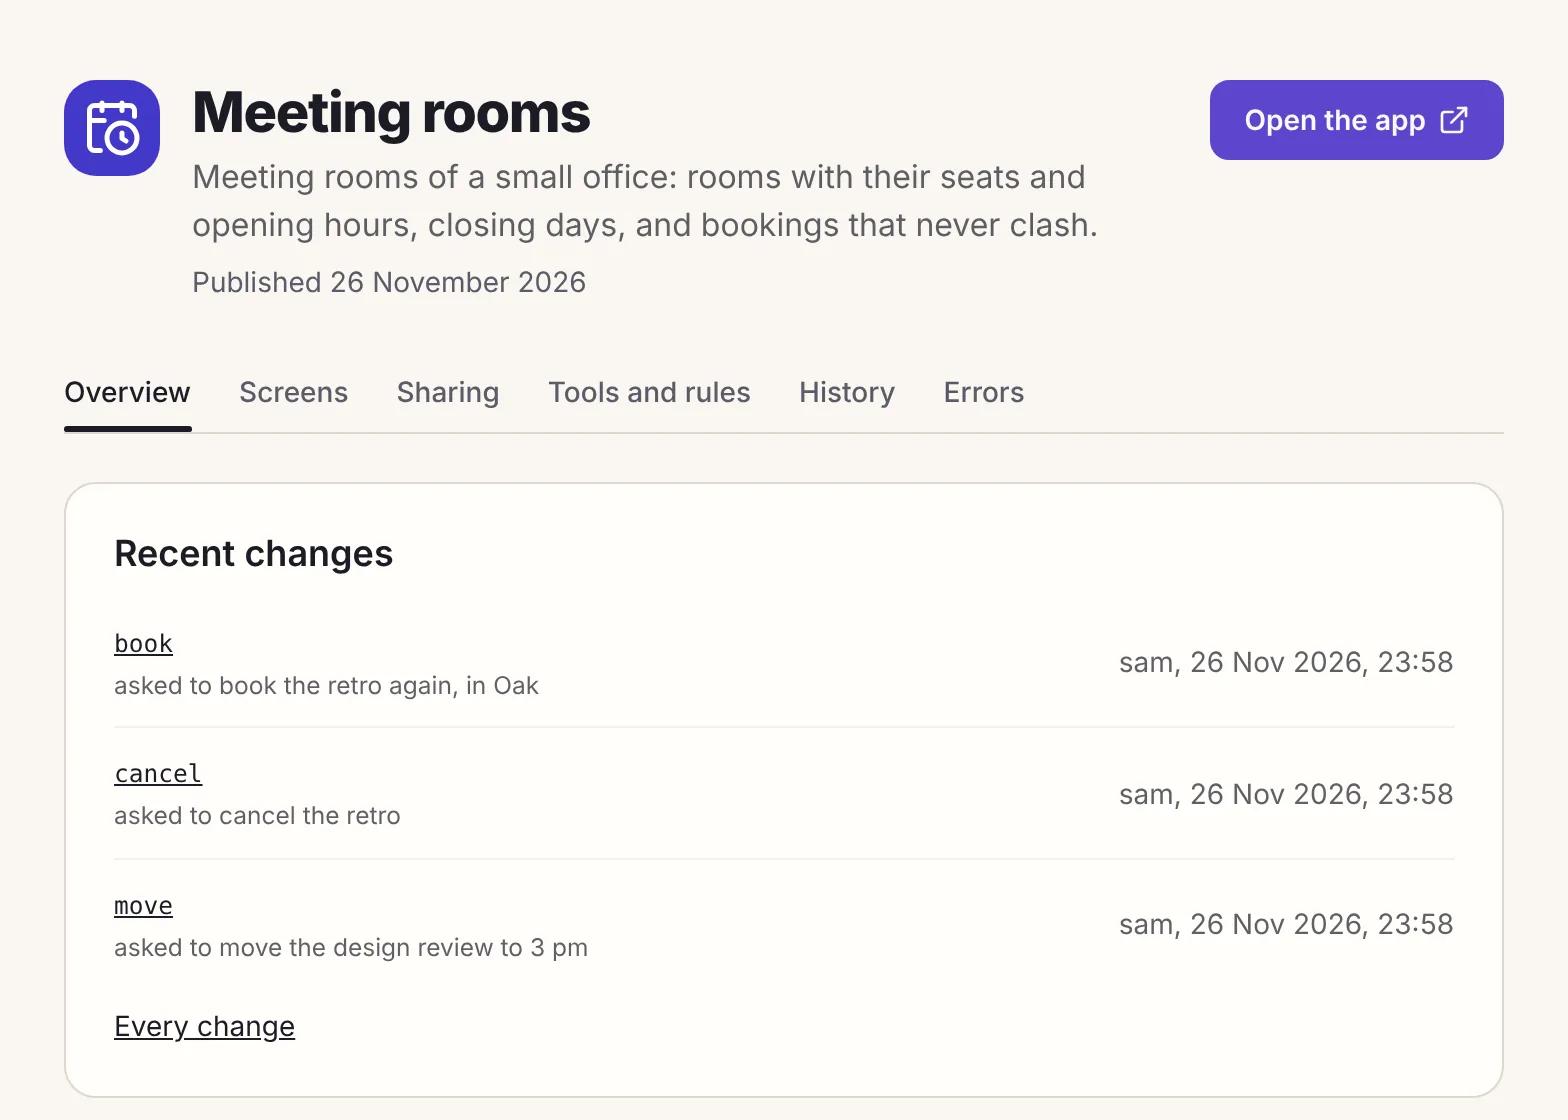 Meeting rooms
Open the app
Meeting rooms of a small office: rooms with their seats and
opening hours, closing days, and bookings that never clash.
Published 26 November 2026
Overview Screens Sharing Tools and rules History Errors
Recent changes
book
asked to book the retro again, in Oak
sam, 26 Nov 2026, 23:58
cancel
asked to cancel the retro
sam, 26 Nov 2026, 23:58
move
asked to move the design review to 3 pm
sam, 26 Nov 2026, 23:58
Every change